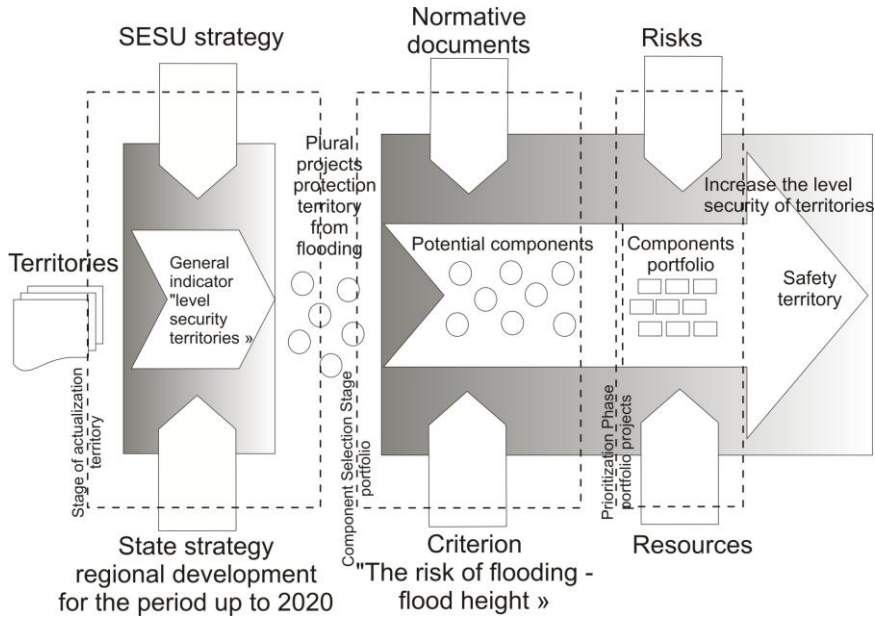 SESU strategy
Normative
documents
Risks
Plural
projects
protection
territory
from
flooding
Increase the level
security of territories
Territories
General
indicator
"level
security
territories »
Potential components
Components
portfolio
Safety
territory
Stage of actualization
territory
Component Selection Stage
portfolio
Prioritization Phase
portfolio projects
State strategy
regional development
for the period up to 2020
Criterion
"The risk of flooding -
flood height »
Resources